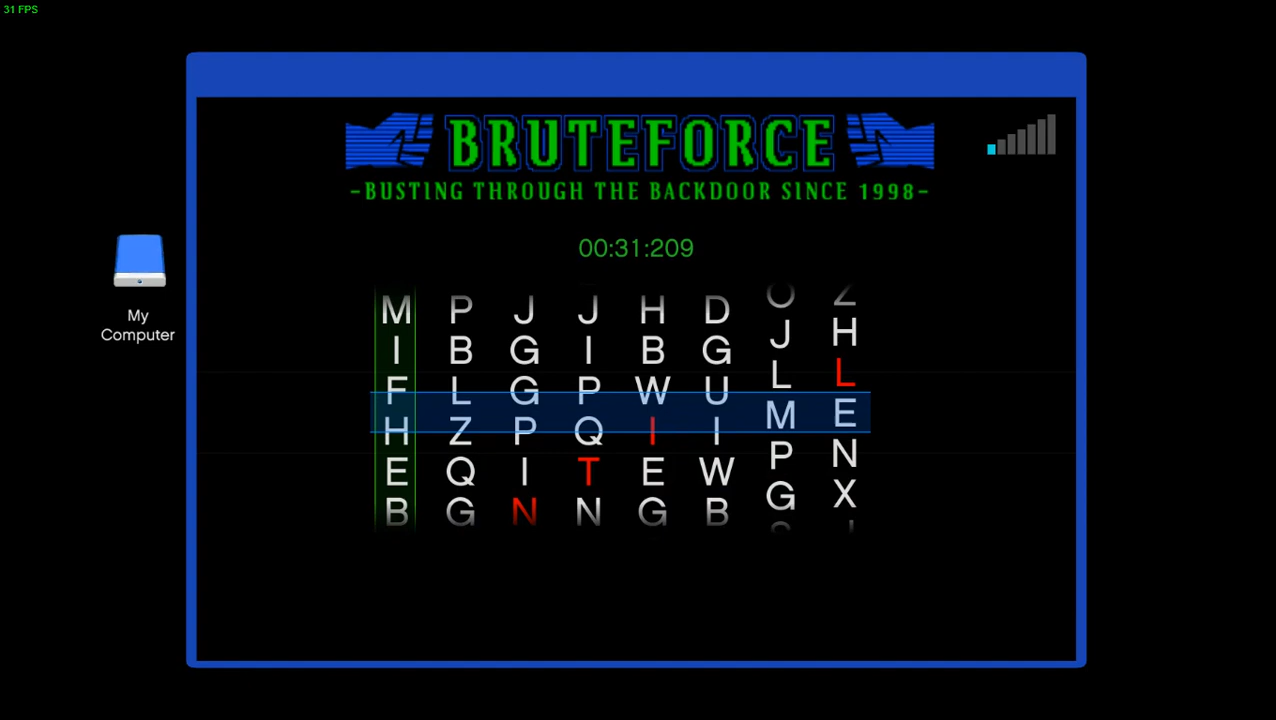 31 FPS
BRUTEFORCE
-BUSTING THROUGH THE BACKDOOR SINCE 1998-
00:31:209
My
Computer
M P J J H D O Z
I B G I B G J H
F L G P W U L L
H Z P Q I I M E
E Q I T E W P N
B G N N G B G X